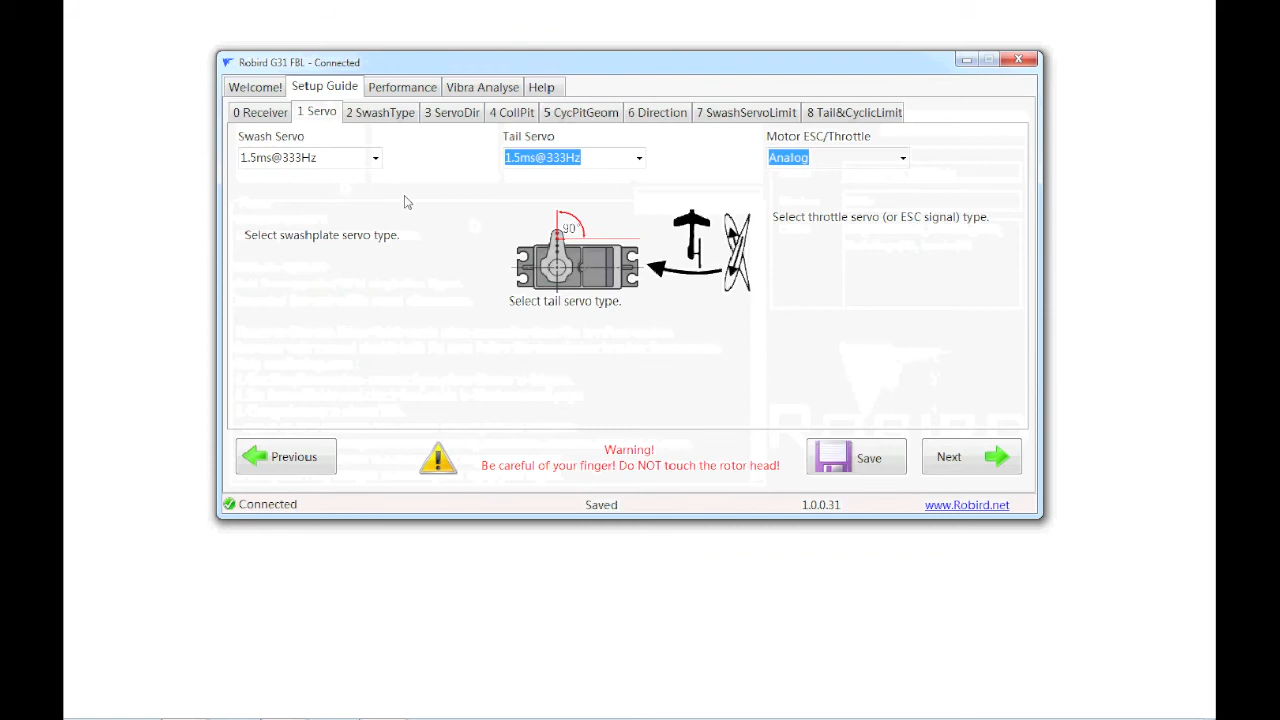 Robird G31 FBL - Connected
Welcome! Setup Guide Performance Vibra Analyse Help
0 Receiver 1 Servo 2 SwashType 3 ServoDir 4 CollPit 5 CycPitGeom 6 Direction 7 SwashServoLimit 8 Tail&CyclicLimit
Swash Servo Tail Servo Motor ESC/Throttle
1.5ms@333Hz 1.5ms@333Hz Analog
Select throttle servo (or ESC signal) type.
90°
Select swashplate servo type.
Select tail servo type.
Warning!
Previous Be careful of your finger! Do NOT touch the rotor head! Save Next
Connected Saved 1.0.0.31 www.Robird.net